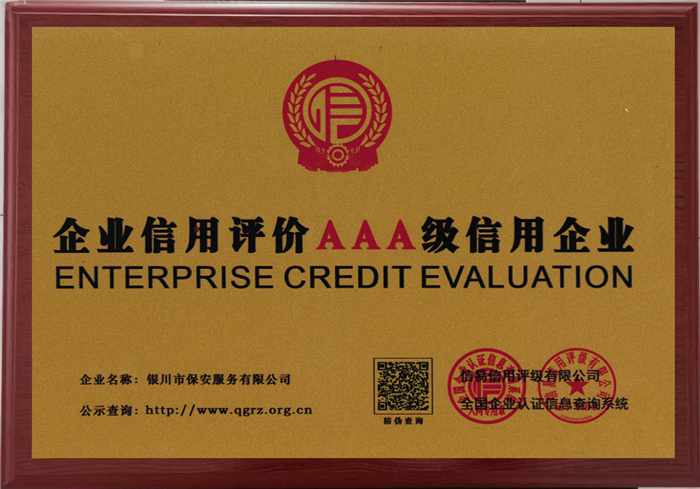 企业信用评价AAA级信用企业
ENTERPRISE CREDIT EVALUATION
企业名称：银川市保安服务有限公司
公示查询：http://www.qgrz.org.cn
防伪查询
信易信用评级有限公司
全国企业认证信息查询系统